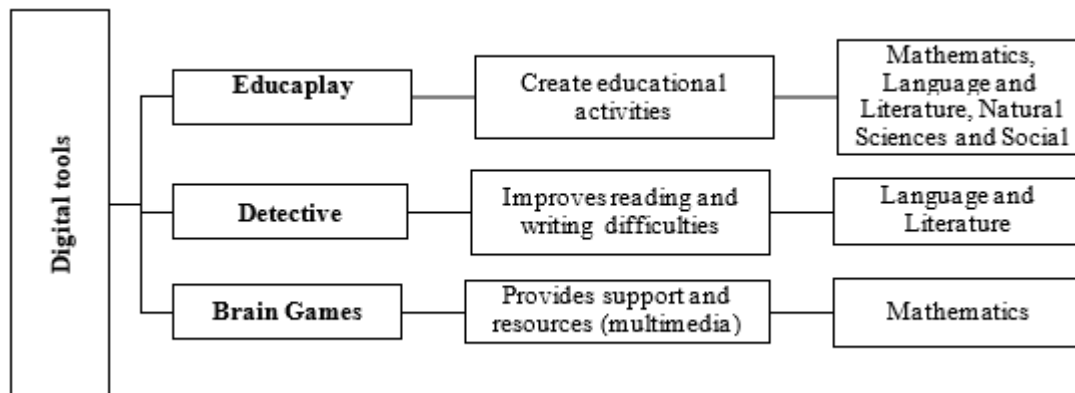 Digital tools
Educaplay
Create educational
activities
Mathematics,
Language and
Literature, Natural
Sciences and Social
Detective
Improves reading and
writing difficulties
Language and
Literature
Brain Games
Provides support and
resources (multimedia)
Mathematics